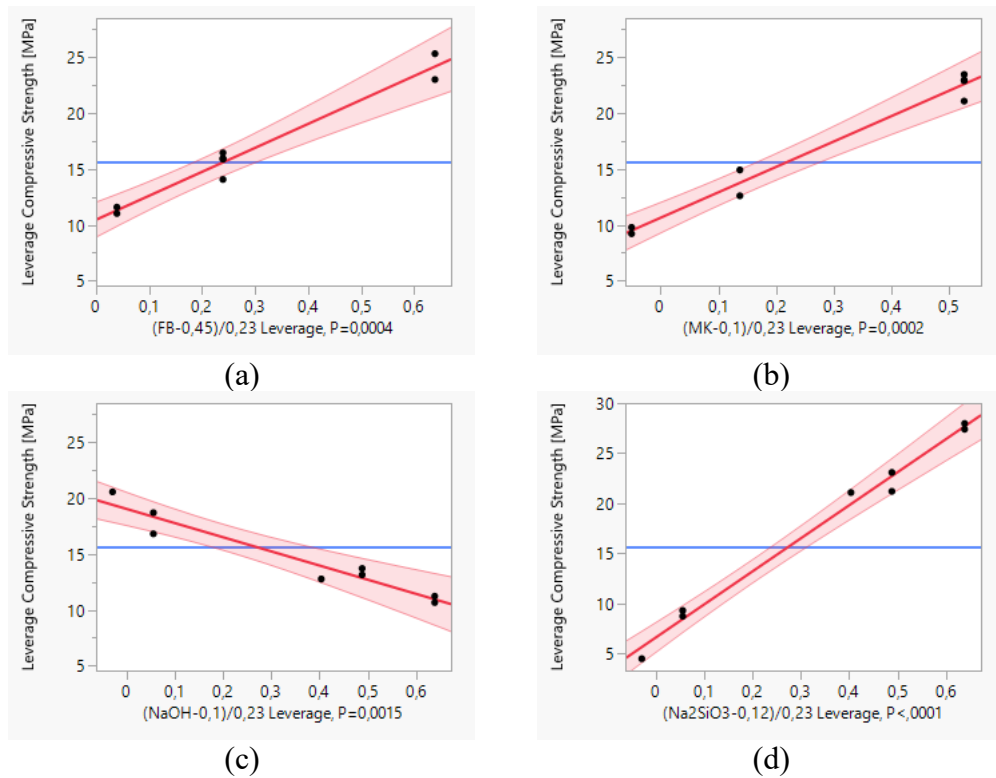 Leverage Compressive Strength [MPa]
25
20
15
10
5
0 0,1 0,2 0,3 0,4 0,5 0,6
(FB-0,45)/0,23 Leverage, P=0,0004
(a)
Leverage Compressive Strength [MPa]
25
20
15
10
5
0 0,1 0,2 0,3 0,4 0,5
(MK-0,1)/0,23 Leverage, P=0,0002
(b)
Leverage Compressive Strength [MPa]
25
20
15
10
5
0 0,1 0,2 0,3 0,4 0,5 0,6
(NaOH-0,1)/0,23 Leverage, P=0,0015
(c)
Leverage Compressive Strength [MPa]
30
25
20
15
10
5
0 0,1 0,2 0,3 0,4 0,5 0,6
(Na2SiO3-0,12)/0,23 Leverage, P<,0001
(d)